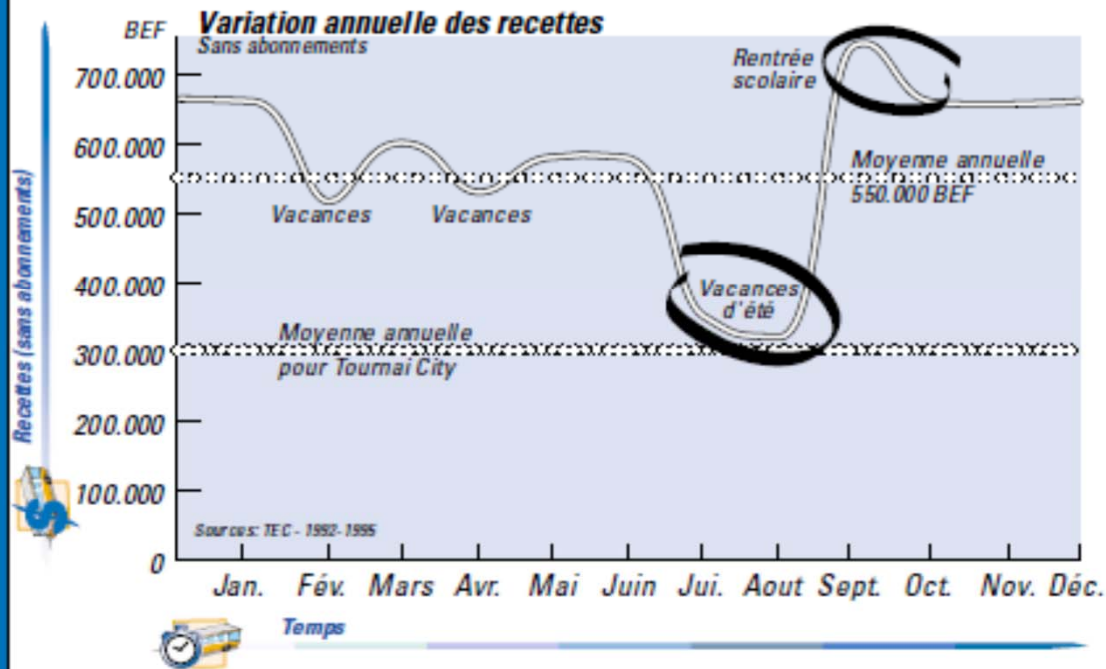 Variation annuelle des recettes
BEF
Sans abonnements
700.000
600.000
500.000
400.000
300.000
200.000
100.000
0
Recettes (sans abonnements)
Rentrée
scolaire
Moyenne annuelle
550.000 BEF
Vacances
Vacances
Vacances
d'été
Moyenne annuelle
pour Tournai City
Sources: TEC - 1992-1995
Jan. Fév. Mars Avr. Mai Juin Jui. Aout Sept. Oct. Nov. Déc.
Temps